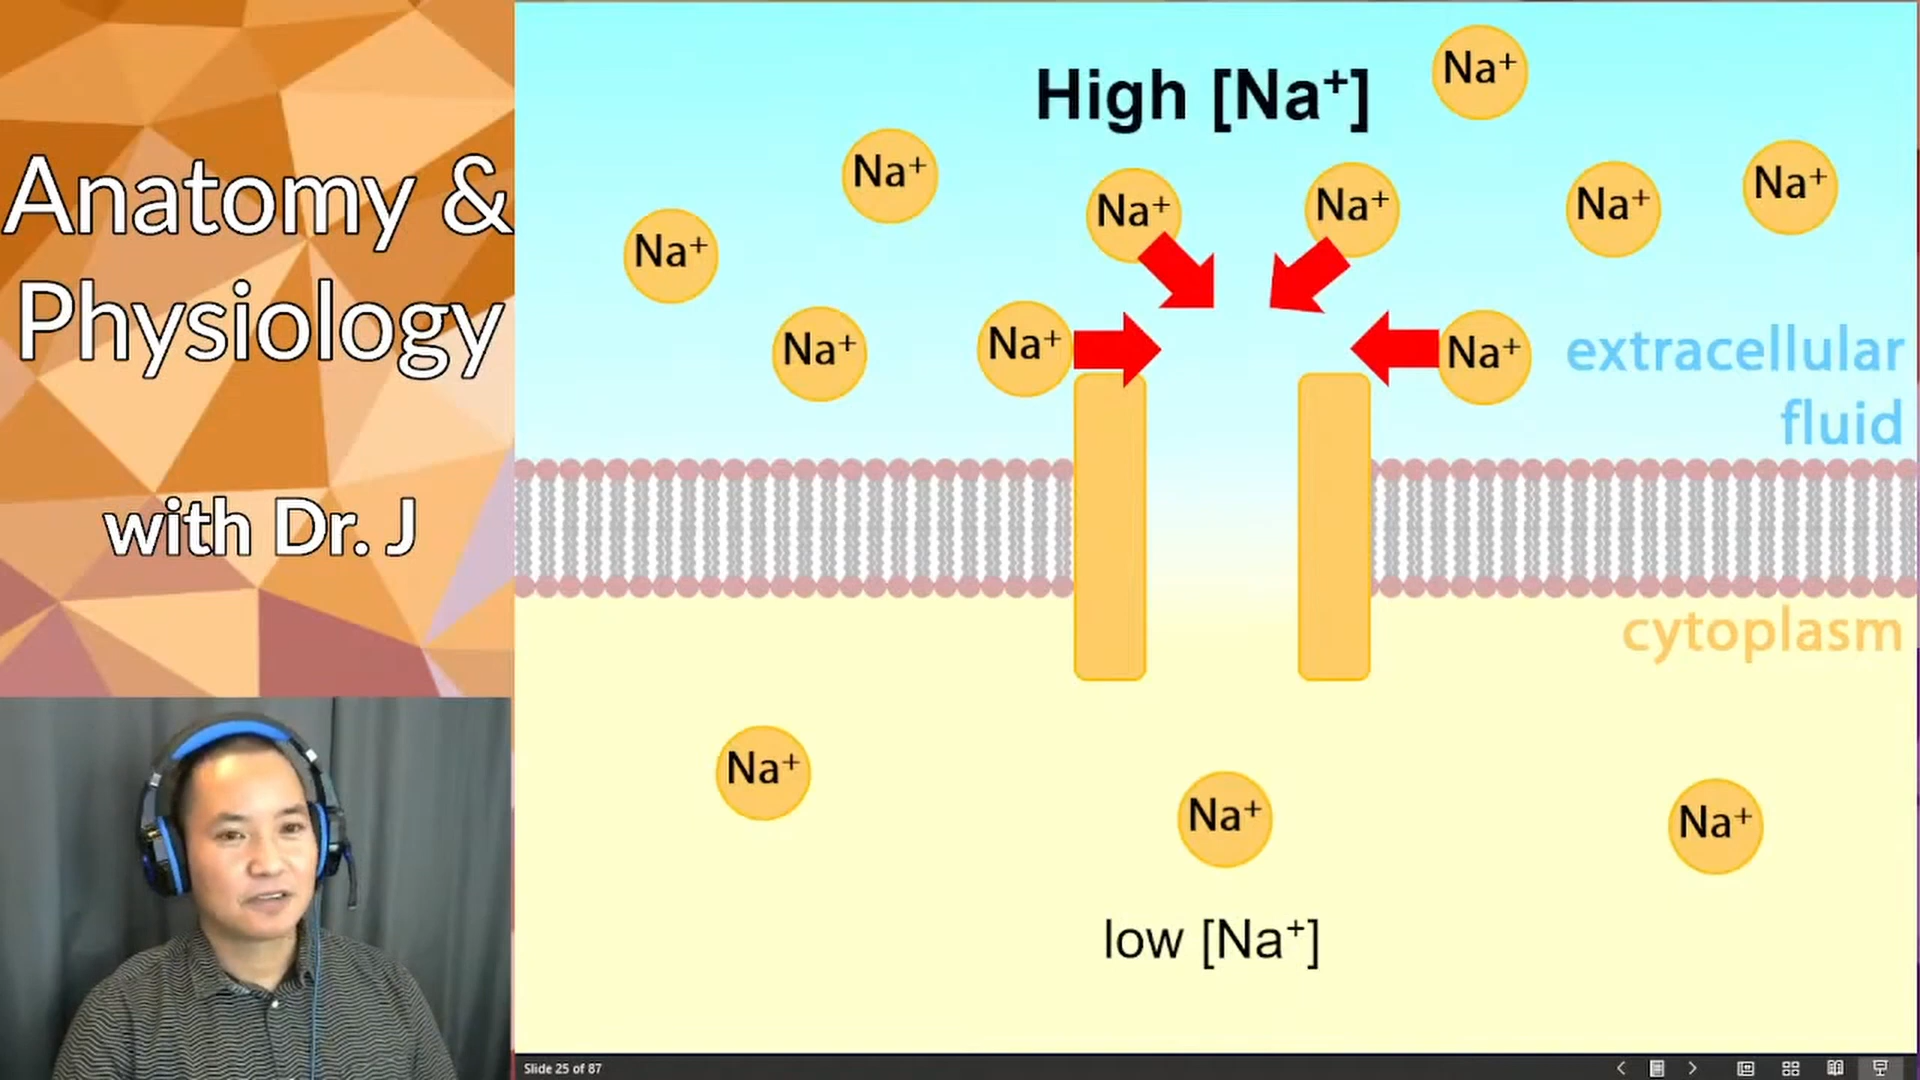 Anatomy &
Physiology
with Dr. J
High [Na⁺]
Na⁺
Na⁺
Na⁺
Na⁺
Na⁺
Na⁺
Na⁺
Na⁺
Na⁺
Na⁺
extracellular
fluid
cytoplasm
Na⁺
Na⁺
Na⁺
low [Na⁺]
Slide 25 of 87